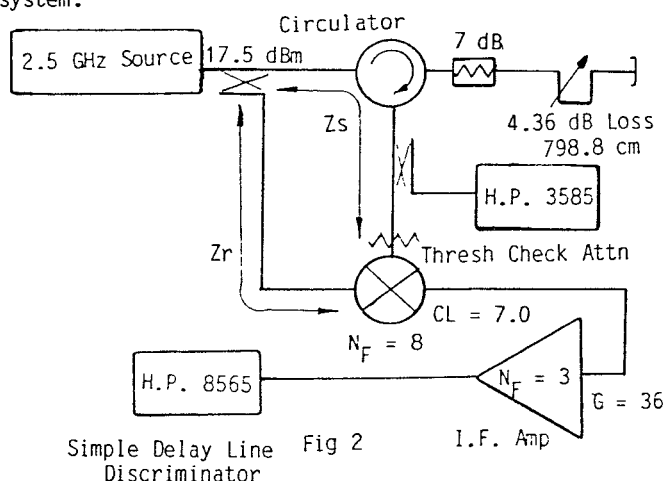 system.
Circulator
2.5 GHz Source
17.5 dBm
7 dB
4.36 dB Loss
798.8 cm
Zs
H.P. 3585
Zr
Thresh Check Attn
CL = 7.0
NF = 8
H.P. 8565
NF = 3
G = 36
I.F. Amp
Simple Delay Line
Discriminator
Fig 2